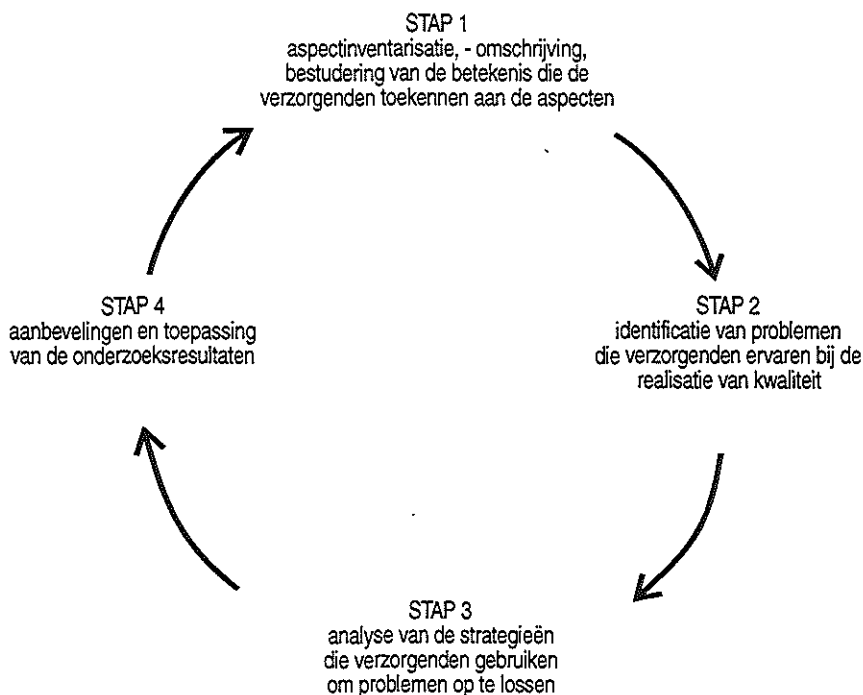 STAP 1
aspectinventarisatie, - omschrijving,
bestudering van de betekenis die de
verzorgenden toekennen aan de aspecten
STAP 2
identificatie van problemen
die verzorgenden ervaren bij de
realisatie van kwaliteit
STAP 3
analyse van de strategieën
die verzorgenden gebruiken
om problemen op te lossen
STAP 4
aanbevelingen en toepassing
van de onderzoeksresultaten